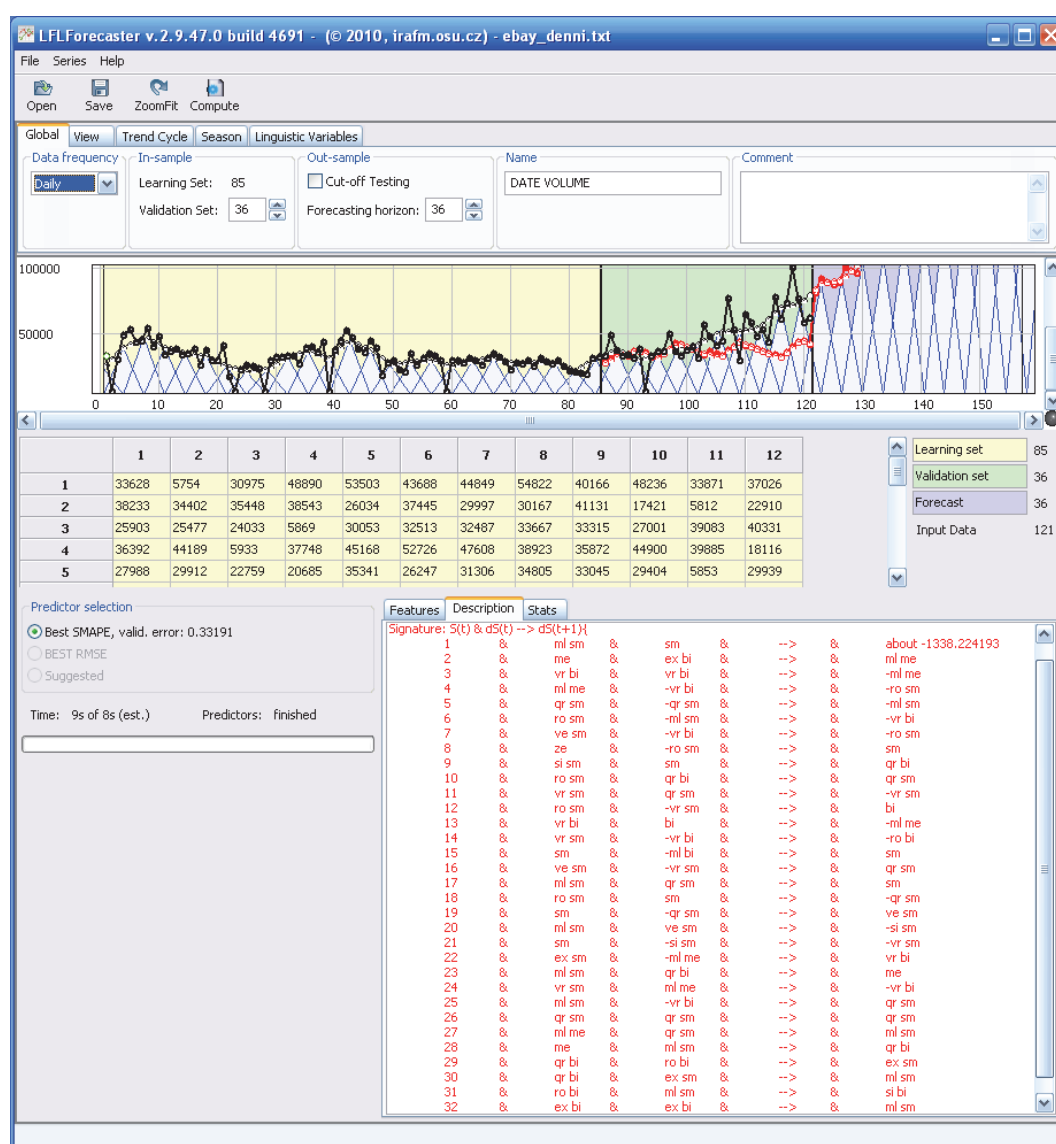 LFLForecaster v.2.9.47.0 build 4691 - (© 2010, irafm.osu.cz) - ebay_denni.txt
File Series Help
Open Save ZoomFit Compute
Global View Trend Cycle Season Linguistic Variables
Data frequency In-sample Out-sample Name Comment
Daily Learning Set: 85 Cut-off Testing DATE VOLUME
Validation Set: 36 Forecasting horizon: 36
100000
50000
0 10 20 30 40 50 60 70 80 90 100 110 120 130 140 150
1 2 3 4 5 6 7 8 9 10 11 12
1 33628 5754 30975 48890 53503 43688 44849 54822 40166 48236 33871 37026
2 38233 34402 35448 38543 26034 37445 29997 30167 41131 17421 5812 22910
3 25903 25477 24033 5869 30053 32513 32487 33667 33315 27001 39083 40331
4 36392 44189 5933 37748 45168 52726 47608 38923 35872 44900 39885 18116
5 27988 29912 22759 20685 35341 26247 31306 34805 33045 29404 5853 29939
Learning set 85
Validation set 36
Forecast 36
Input Data 121
Predictor selection
Best SMAPE, valid. error: 0.33191
BEST RMSE
Suggested
Time: 9s of 8s (est.) Predictors: finished
Features Description Stats
Signature: S(t) & dS(t) --> dS(t+1){
1 & ml sm & sm & --> & about -1338.224193
2 & me & ex bi & --> & ml me
3 & vr bi & vr bi & --> & -ml me
4 & ml me & -vr bi & --> & -ro sm
5 & qr sm & -qr sm & --> & -ml sm
6 & ro sm & -ml sm & --> & -vr bi
7 & ve sm & -vr bi & --> & -ro sm
8 & ze & -ro sm & --> & sm
9 & si sm & sm & --> & qr bi
10 & ro sm & qr bi & --> & qr sm
11 & vr sm & qr sm & --> & -vr sm
12 & ro sm & -vr sm & --> & bi
13 & vr bi & bi & --> & -ml me
14 & vr sm & -vr bi & --> & -ro bi
15 & sm & -ml bi & --> & sm
16 & ve sm & -vr sm & --> & qr sm
17 & ml sm & qr sm & --> & sm
18 & ro sm & sm & --> & -qr sm
19 & sm & -qr sm & --> & ve sm
20 & ml sm & ve sm & --> & -si sm
21 & sm & -si sm & --> & -vr sm
22 & ex sm & -ml me & --> & vr bi
23 & ml sm & qr bi & --> & me
24 & vr sm & ml me & --> & -vr bi
25 & ml sm & -vr bi & --> & qr sm
26 & qr sm & qr sm & --> & qr sm
27 & ml me & qr sm & --> & ml sm
28 & me & ml sm & --> & qr bi
29 & qr bi & ro bi & --> & ex sm
30 & qr bi & ex sm & --> & ml sm
31 & ro bi & ml sm & --> & si bi
32 & ex bi & ex bi & --> & ml sm